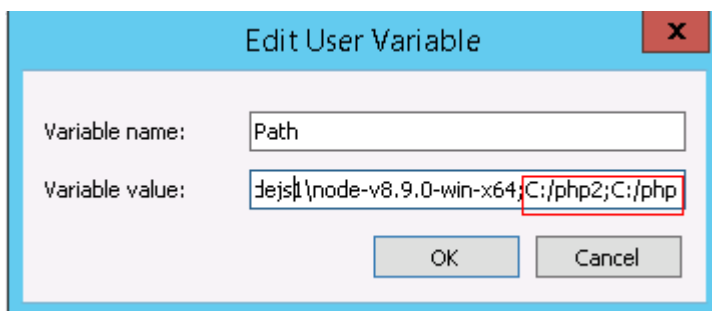 Edit User Variable
x
Variable name: Path
Variable value: dejs1\node-v8.9.0-win-x64;C:/php2;C:/php
OK Cancel